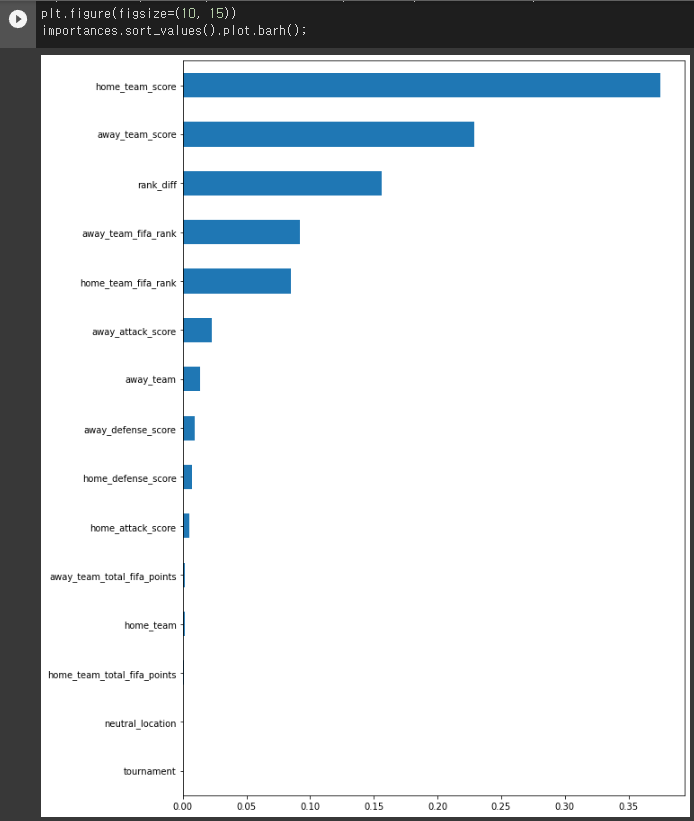 plt.figure(figsize=(10, 15))
importances.sort_values().plot.barh();
home_team_score
away_team_score
rank_diff
away_team_fifa_rank
home_team_fifa_rank
away_attack_score
away_team
away_defense_score
home_defense_score
home_attack_score
away_team_total_fifa_points
home_team
home_team_total_fifa_points
neutral_location
tournament
0.00 0.05 0.10 0.15 0.20 0.25 0.30 0.35